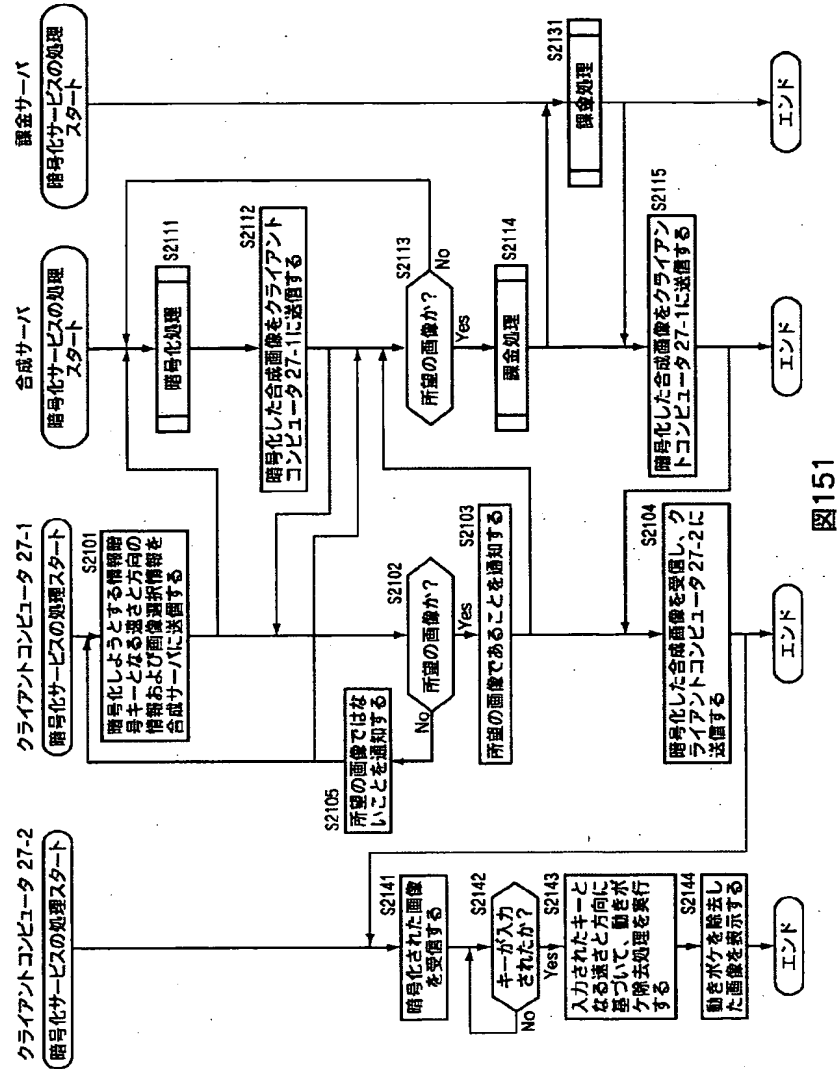 クライアントコンピュータ 27-2
暗号化サービスの処理スタート
S2141
暗号化された画像
を受信する
S2142
キーが入力
されたか?
No
Yes
S2143
入力されたキーと
なる速さと方向に
基づいて、動きボ
ケ除去処理を実行
する
S2144
動きボケを除去し
た画像を表示する
エンド
クライアントコンピュータ 27-1
暗号化サービスの処理スタート
S2101
暗号化しようとする情報暗
号キーとなる速さと方向の
情報および画像選択情報を
合成サーバに送信する
S2102
所望の画像か?
No
Yes
S2105
所望の画像ではな
いことを通知する
S2103
所望の画像であることを通知する
S2104
暗号化した合成画像を受信し、ク
ライアントコンピュータ27-2に
送信する
エンド
合成サーバ
暗号化サービスの処理
スタート
S2111
暗号化処理
S2112
暗号化した合成画像をクライアント
コンピュータ 27-1に送信する
S2113
所望の画像か?
No
Yes
S2114
課金処理
S2115
暗号化した合成画像をクライアン
トコンピュータ27-1に送信する
エンド
課金サーバ
暗号化サービスの処理
スタート
S2131
課金処理
エンド
図151